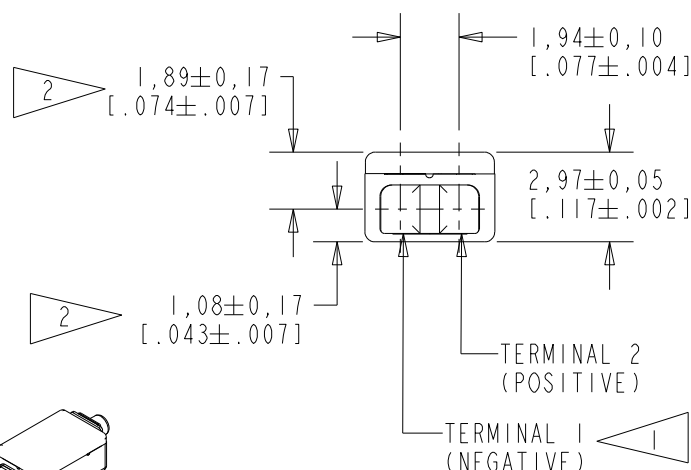 1,94±0,10
[.077±.004]
2
1,89±0,17
[.074±.007]
2,97±0,05
[.117±.002]
2
1,08±0,17
[.043±.007]
TERMINAL 2
(POSITIVE)
TERMINAL 1
(NEGATIVE)
1